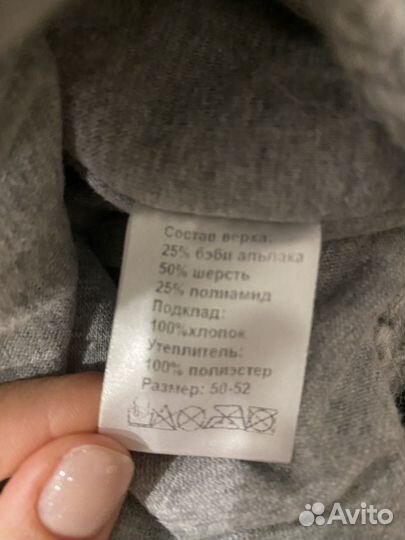 Состав верха:
25% бэби альпака
50% шерсть
25% полиамид
Подклад:
100%хлопок
Утеплитель:
100% полиэстер
Размер: 50-52
Avito